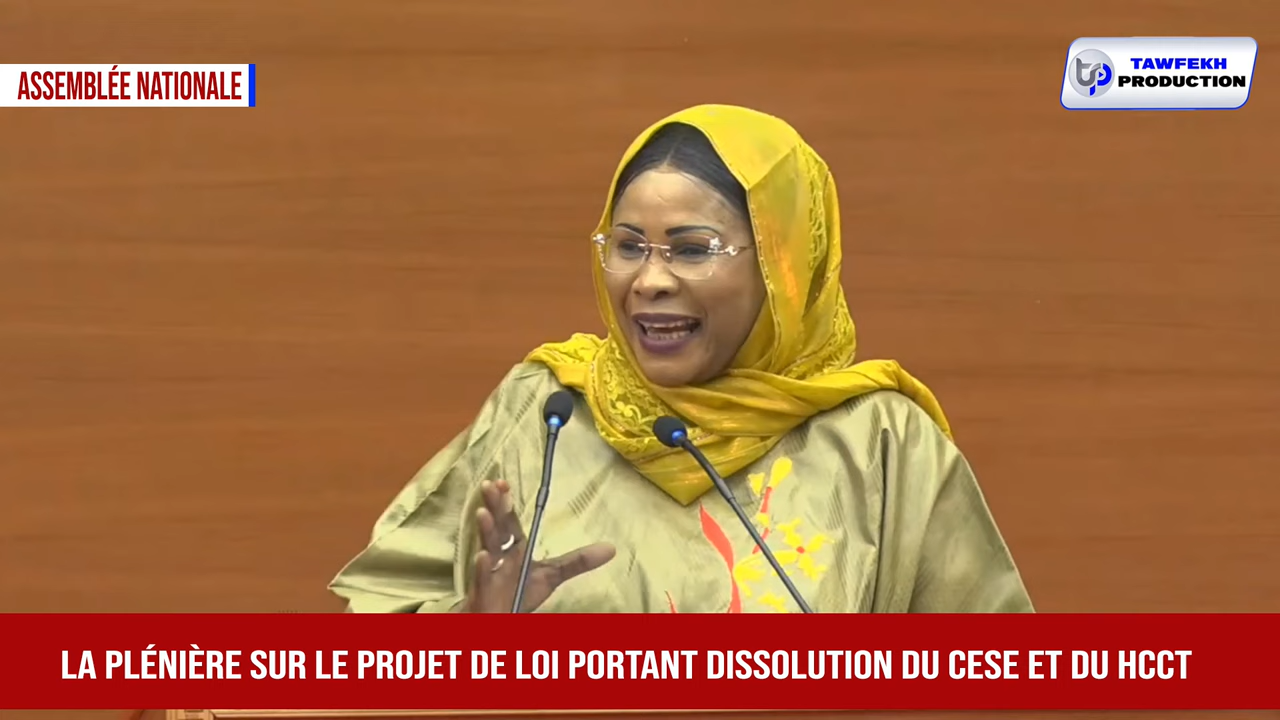 ASSEMBLÉE NATIONALE
TAWFEKH
PRODUCTION
LA PLÉNIÈRE SUR LE PROJET DE LOI PORTANT DISSOLUTION DU CESE ET DU HCCT